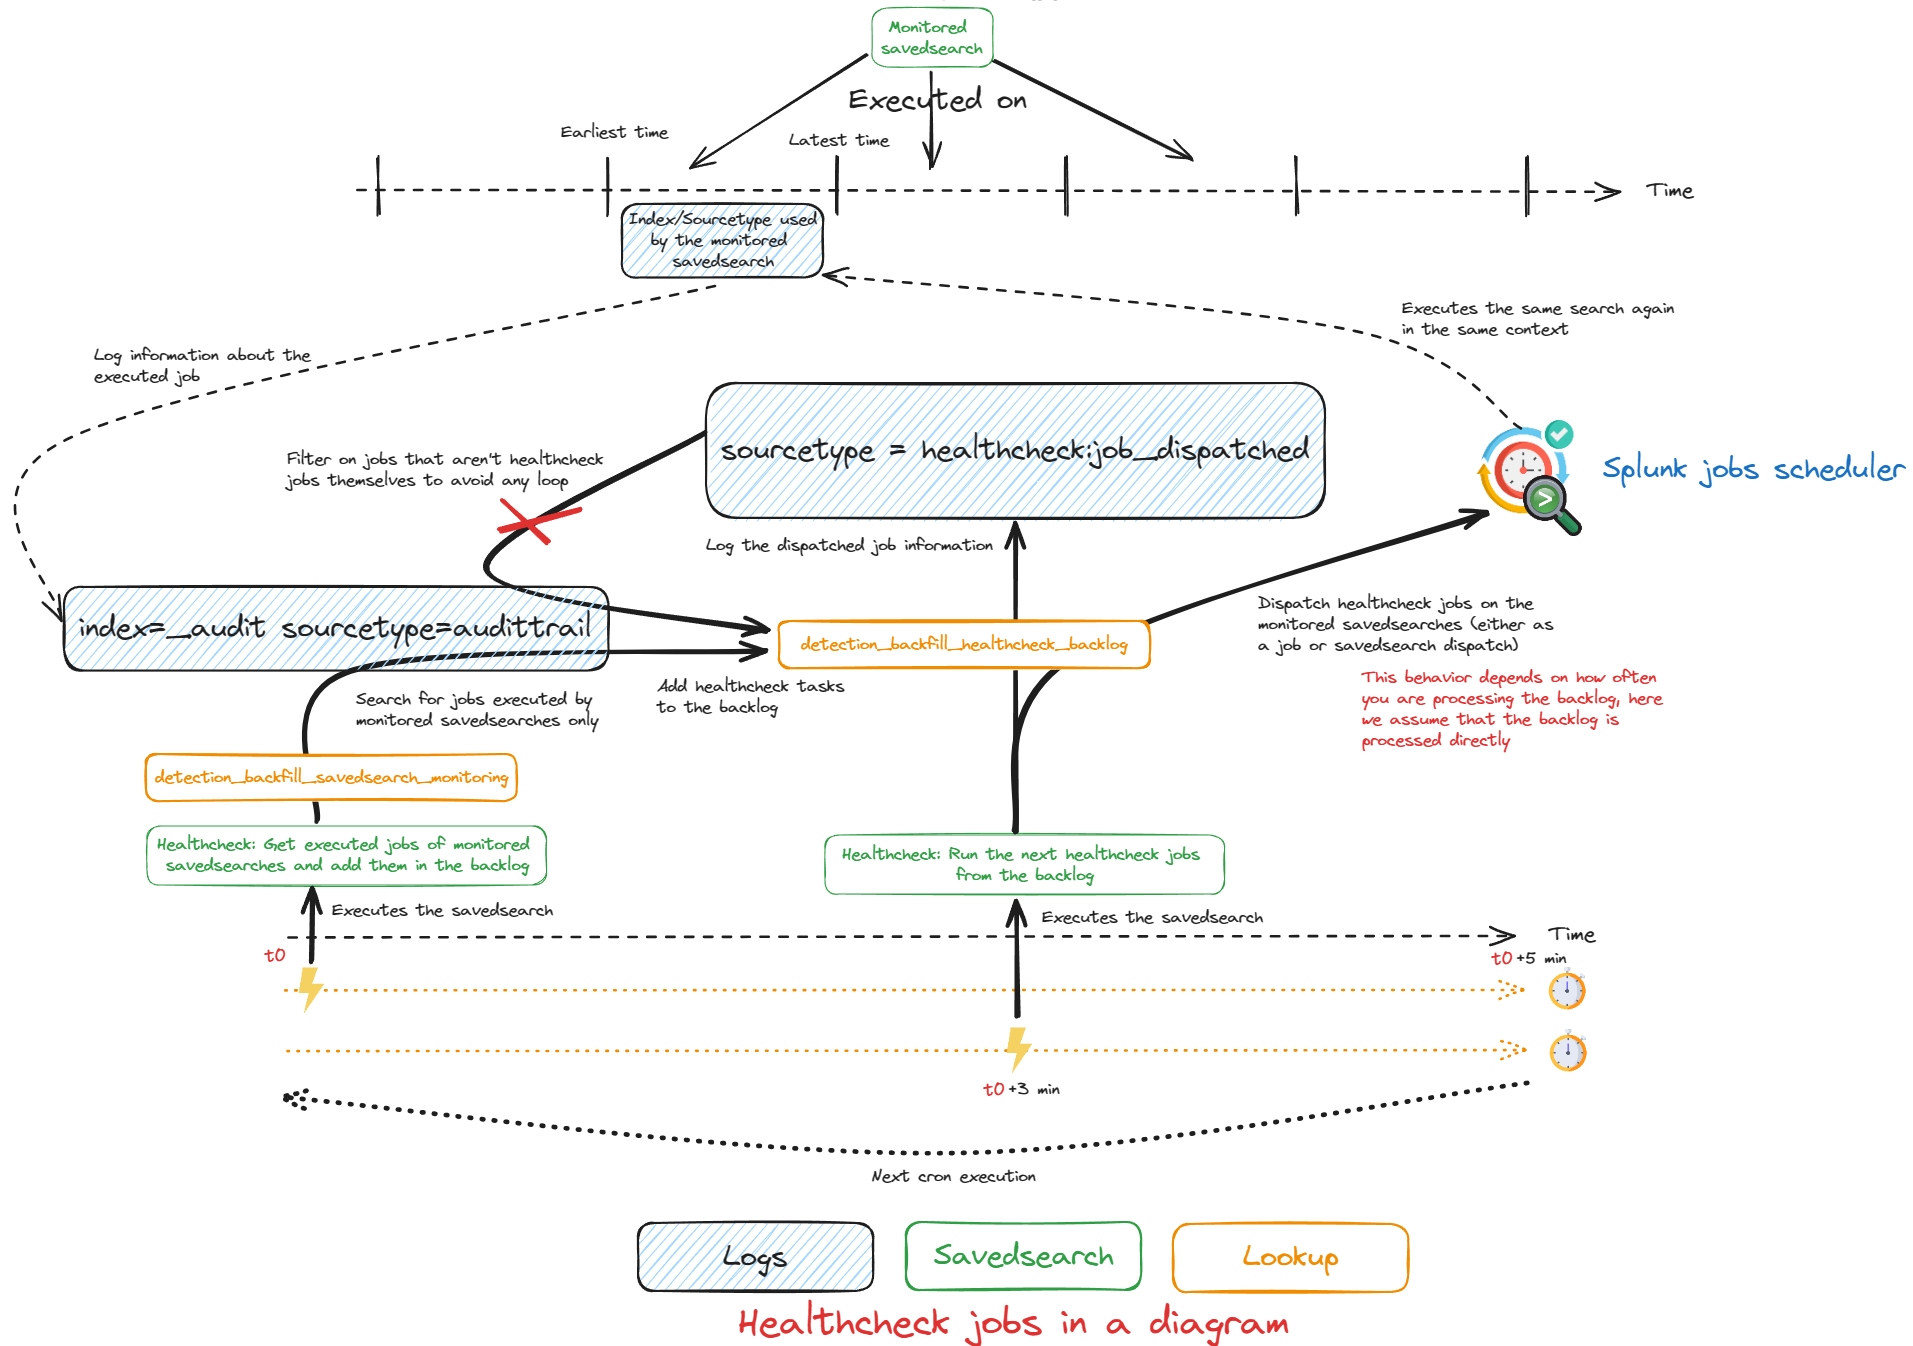 Monitored
savedsearch
Executed on
Earliest time
Latest time
Time
Index/Sourcetype used
by the monitored
savedsearch
Executes the same search again
in the same context
Log information about the
executed job
sourcetype = healthcheck:job_dispatched
Filter on jobs that aren't healthcheck
jobs themselves to avoid any loop
Splunk jobs scheduler
Log the dispatched job information
index=_audit sourcetype=audittrail
detection_backfill_healthcheck_backlog
Dispatch healthcheck jobs on the
monitored savedsearches (either as
a job or savedsearch dispatch)
This behavior depends on how often
you are processing the backlog, here
we assume that the backlog is
processed directly
Add healthcheck tasks
to the backlog
Search for jobs executed by
monitored savedsearches only
detection_backfill_savedsearch_monitoring
Healthcheck: Get executed jobs of monitored
savedsearches and add them in the backlog
Healthcheck: Run the next healthcheck jobs
from the backlog
Executes the savedsearch
Executes the savedsearch
Time
t0
t0 +5 min
t0 +3 min
Next cron execution
Logs
Savedsearch
Lookup
Healthcheck jobs in a diagram